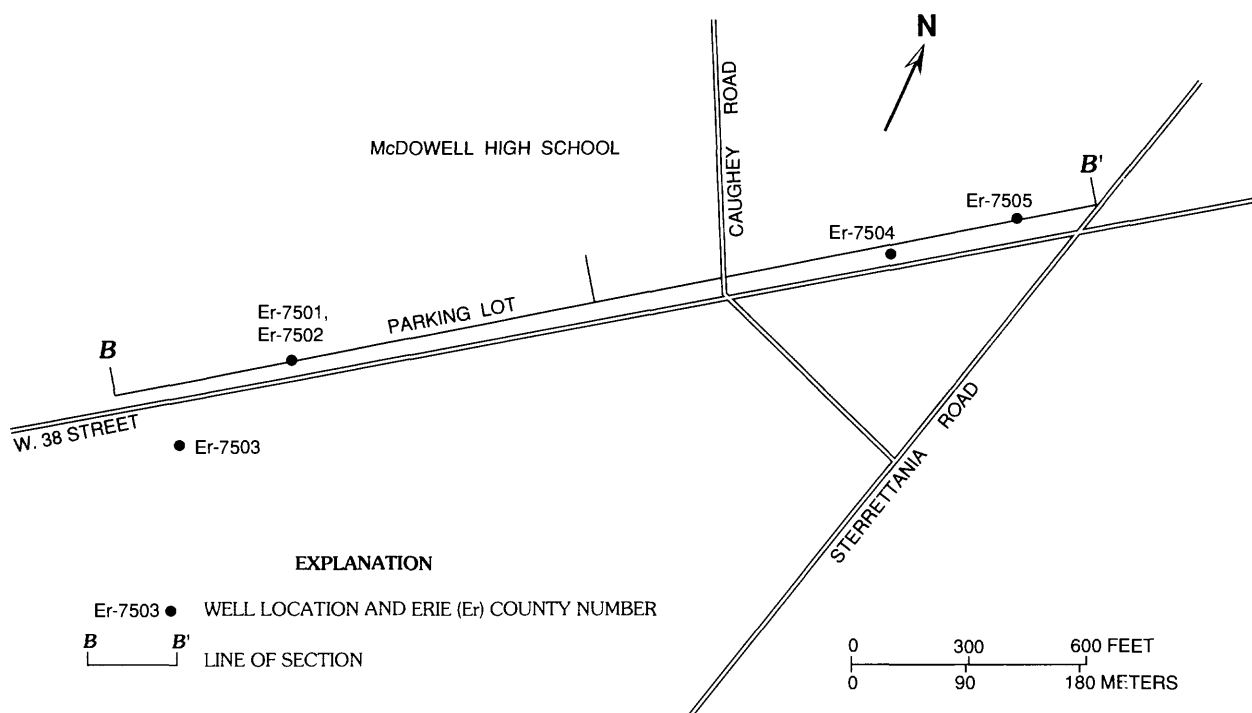 N
CAUGHEY ROAD
McDOWELL HIGH SCHOOL
B'
Er-7505
Er-7504
Er-7501,
Er-7502
PARKING LOT
B
W. 38 STREET
Er-7503
STERRETTANIA ROAD
EXPLANATION
Er-7503 WELL LOCATION AND ERIE (Er) COUNTY NUMBER
B B'
LINE OF SECTION
0 300 600 FEET
0 90 180 METERS